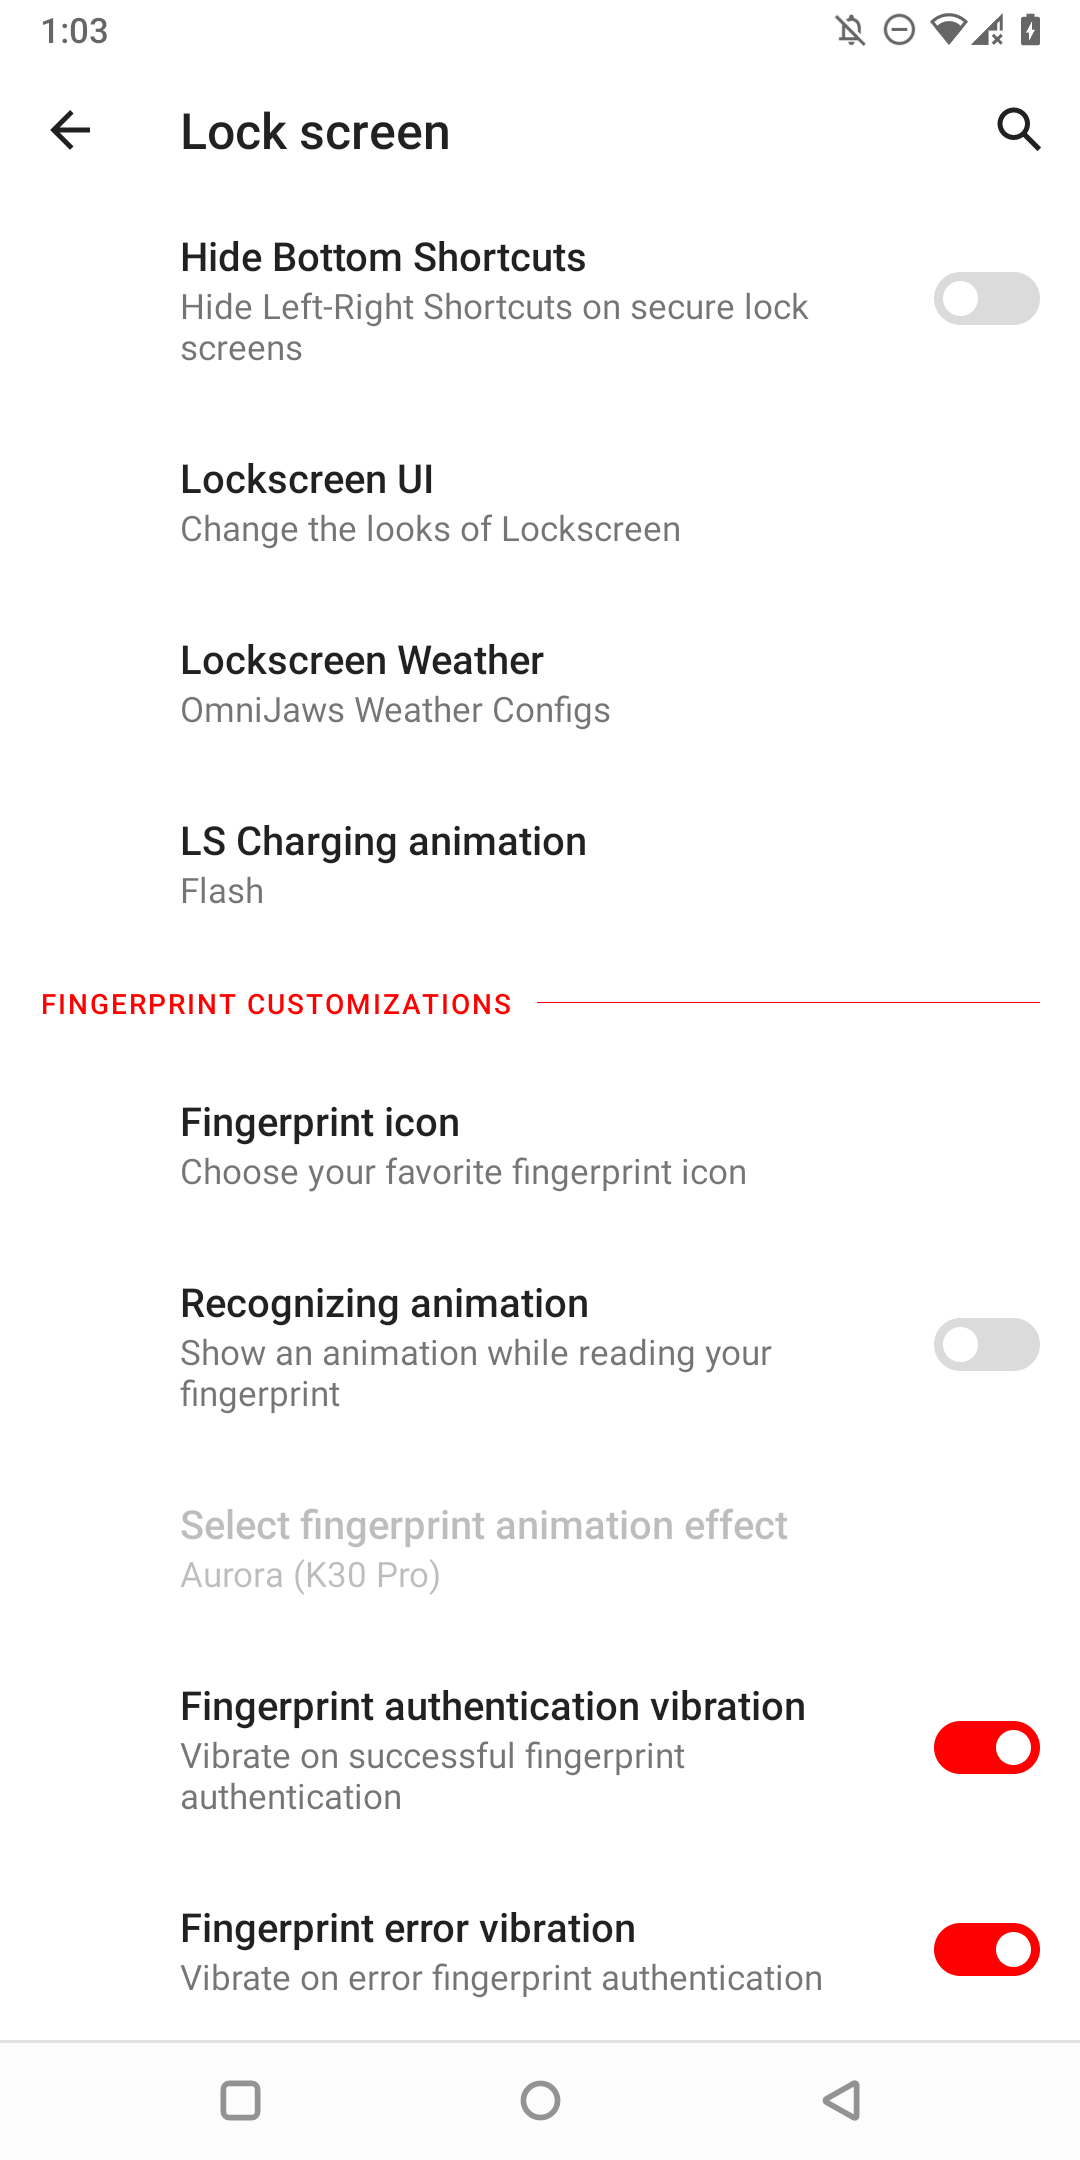 1:03
Lock screen
Hide Bottom Shortcuts
Hide Left-Right Shortcuts on secure lock
screens
Lockscreen UI
Change the looks of Lockscreen
Lockscreen Weather
OmniJaws Weather Configs
LS Charging animation
Flash
FINGERPRINT CUSTOMIZATIONS
Fingerprint icon
Choose your favorite fingerprint icon
Recognizing animation
Show an animation while reading your
fingerprint
Select fingerprint animation effect
Aurora (K30 Pro)
Fingerprint authentication vibration
Vibrate on successful fingerprint
authentication
Fingerprint error vibration
Vibrate on error fingerprint authentication